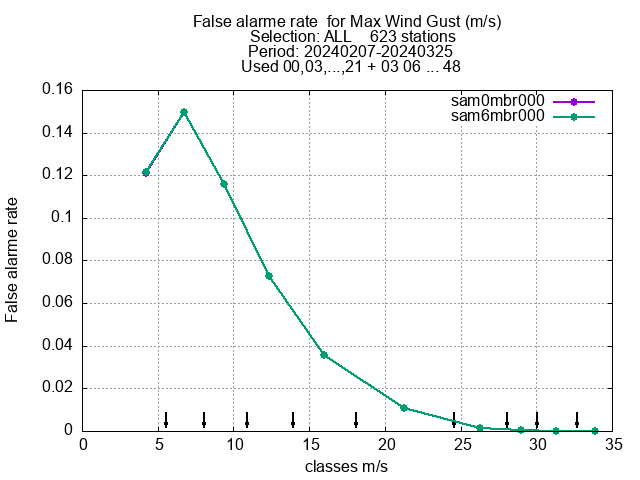 False alarme rate  for Max Wind Gust (m/s)
Selection: ALL    623 stations
Period: 20240207-20240325
Used 00,03,...,21 + 03 06 ... 48
sam0mbr000
sam6mbr000
0.16
0.14
0.12
0.1
0.08
0.06
0.04
0.02
0
False alarme rate
0 5 10 15 20 25 30 35
classes m/s